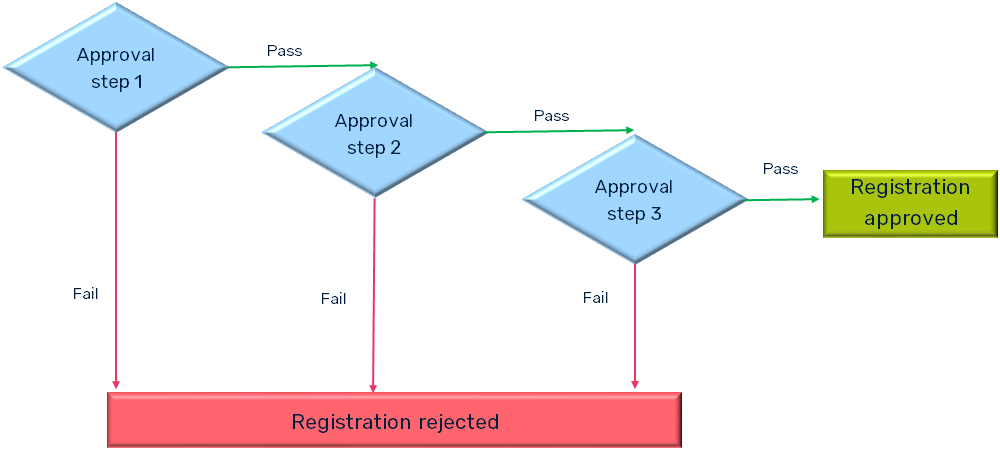 Approval
step 1
Pass
Approval
step 2
Pass
Approval
step 3
Pass
Registration
approved
Fail
Fail
Fail
Registration rejected